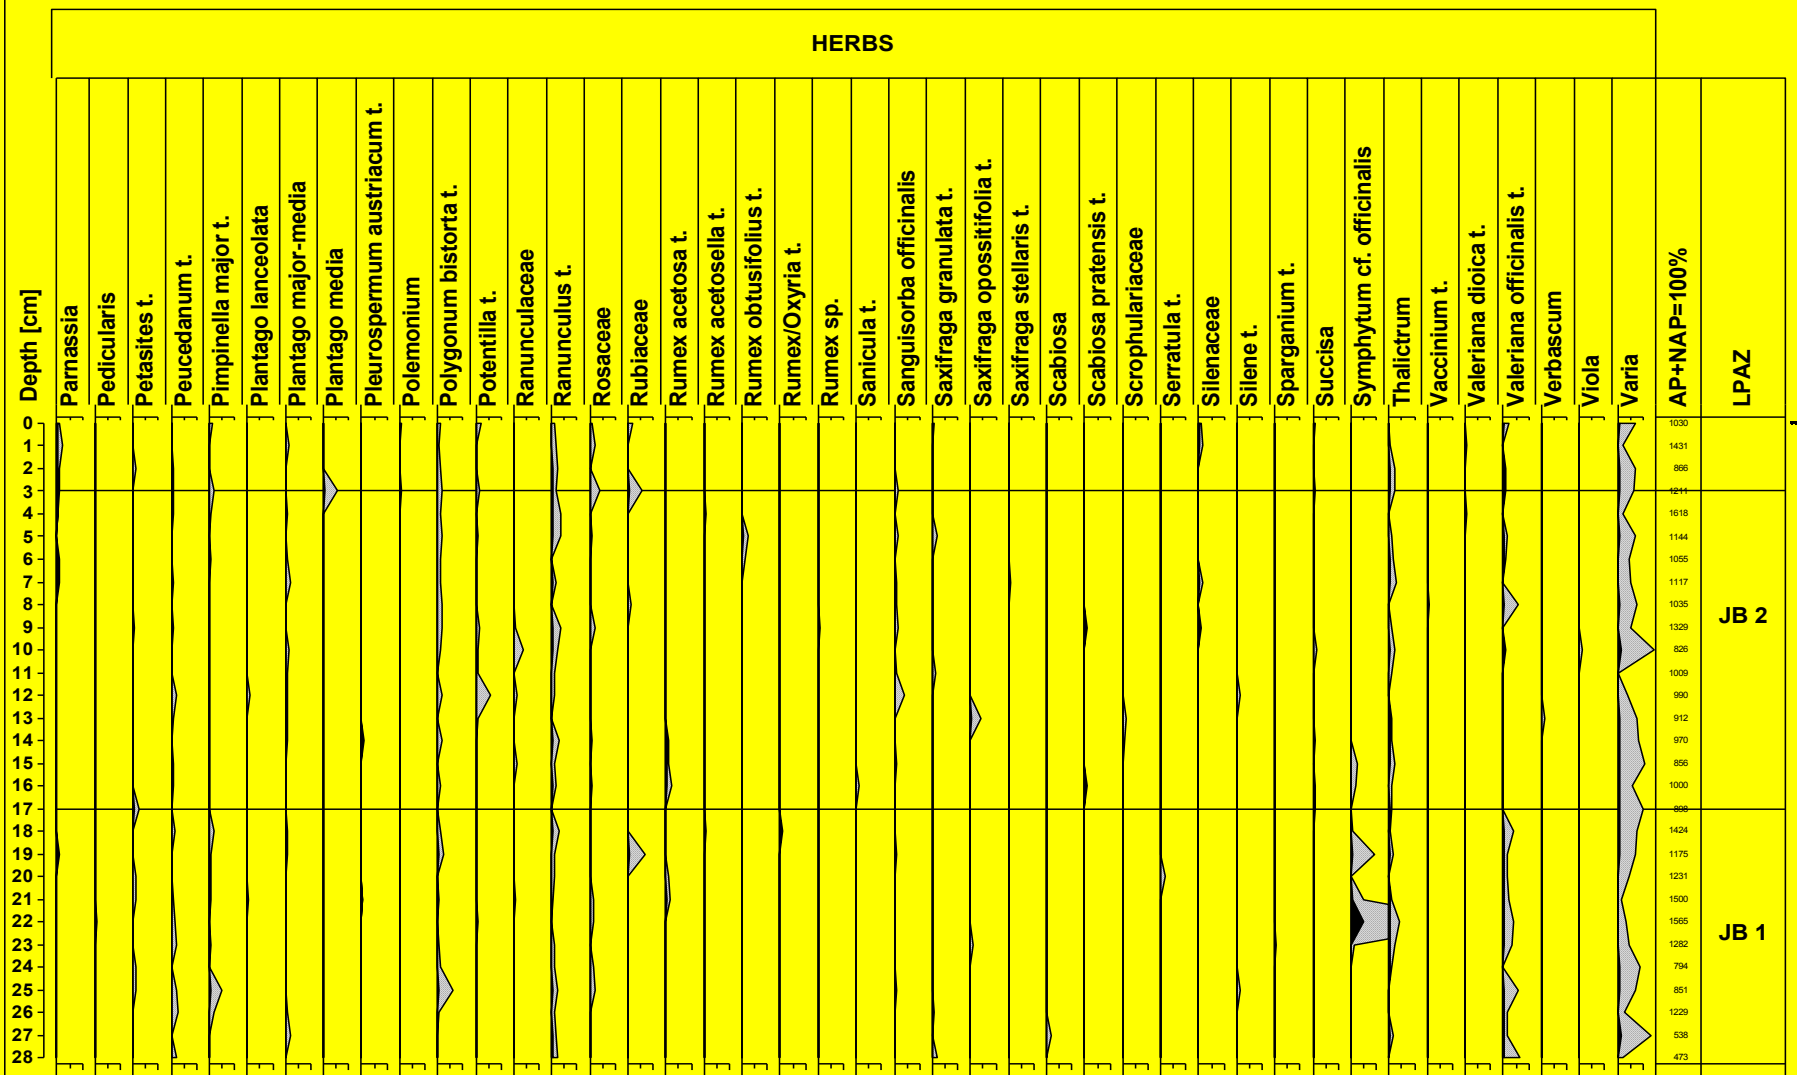 HERBS
Depth [cm]
Parnassia
Pedicularis
Petasites t.
Peucedanum t.
Pimpinella major t.
Plantago lanceolata
Plantago major-media
Plantago media
Pleurospermum austriacum t.
Polemonium
Polygonum bistorta t.
Potentilla t.
Ranunculaceae
Ranunculus t.
Rosaceae
Rubiaceae
Rumex acetosa t.
Rumex acetosella t.
Rumex obtusifolius t.
Rumex/Oxyria t.
Rumex sp.
Sanicula t.
Sanguisorba officinalis
Saxifraga granulata t.
Saxifraga opossitifolia t.
Saxifraga stellaris t.
Scabiosa
Scabiosa pratensis t.
Scrophulariaceae
Serratula t.
Silenaceae
Silene t.
Sparganium t.
Succisa
Symphytum cf. officinalis
Thalictrum
Vaccinium t.
Valeriana dioica t.
Valeriana officinalis t.
Verbascum
Viola
Varia
AP+NAP=100%
LPAZ
0 1030
1 1431
2 866
3 1211
4 1618
5 1144
6 1055
7 1117
8 1035
JB 2
9 1329
10 826
11 1009
12 990
13 912
14 970
15 856
16 1000
17 898
18 1424
19 1175
20 1231
21 1500
22 1565
JB 1
23 1282
24 794
25 851
26 1229
27 538
28 473